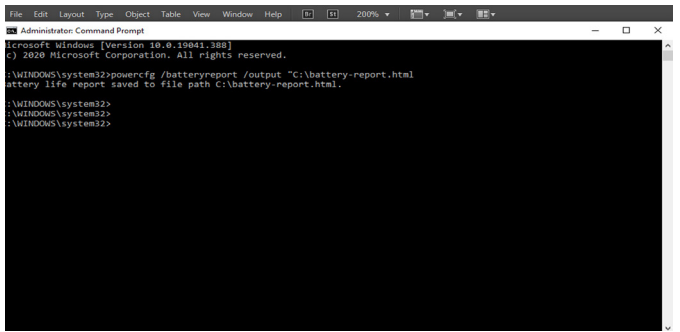 File Edit Layout Type Object Table View Window Help Br St 200%
Administrator: Command Prompt
icrosoft Windows [Version 10.0.19041.388]
c) 2020 Microsoft Corporation. All rights reserved.
:\WINDOWS\system32>powercfg /batteryreport /output "C:\battery-report.html
attery life report saved to file path C:\battery-report.html.
:\WINDOWS\system32>
:\WINDOWS\system32>
:\WINDOWS\system32>